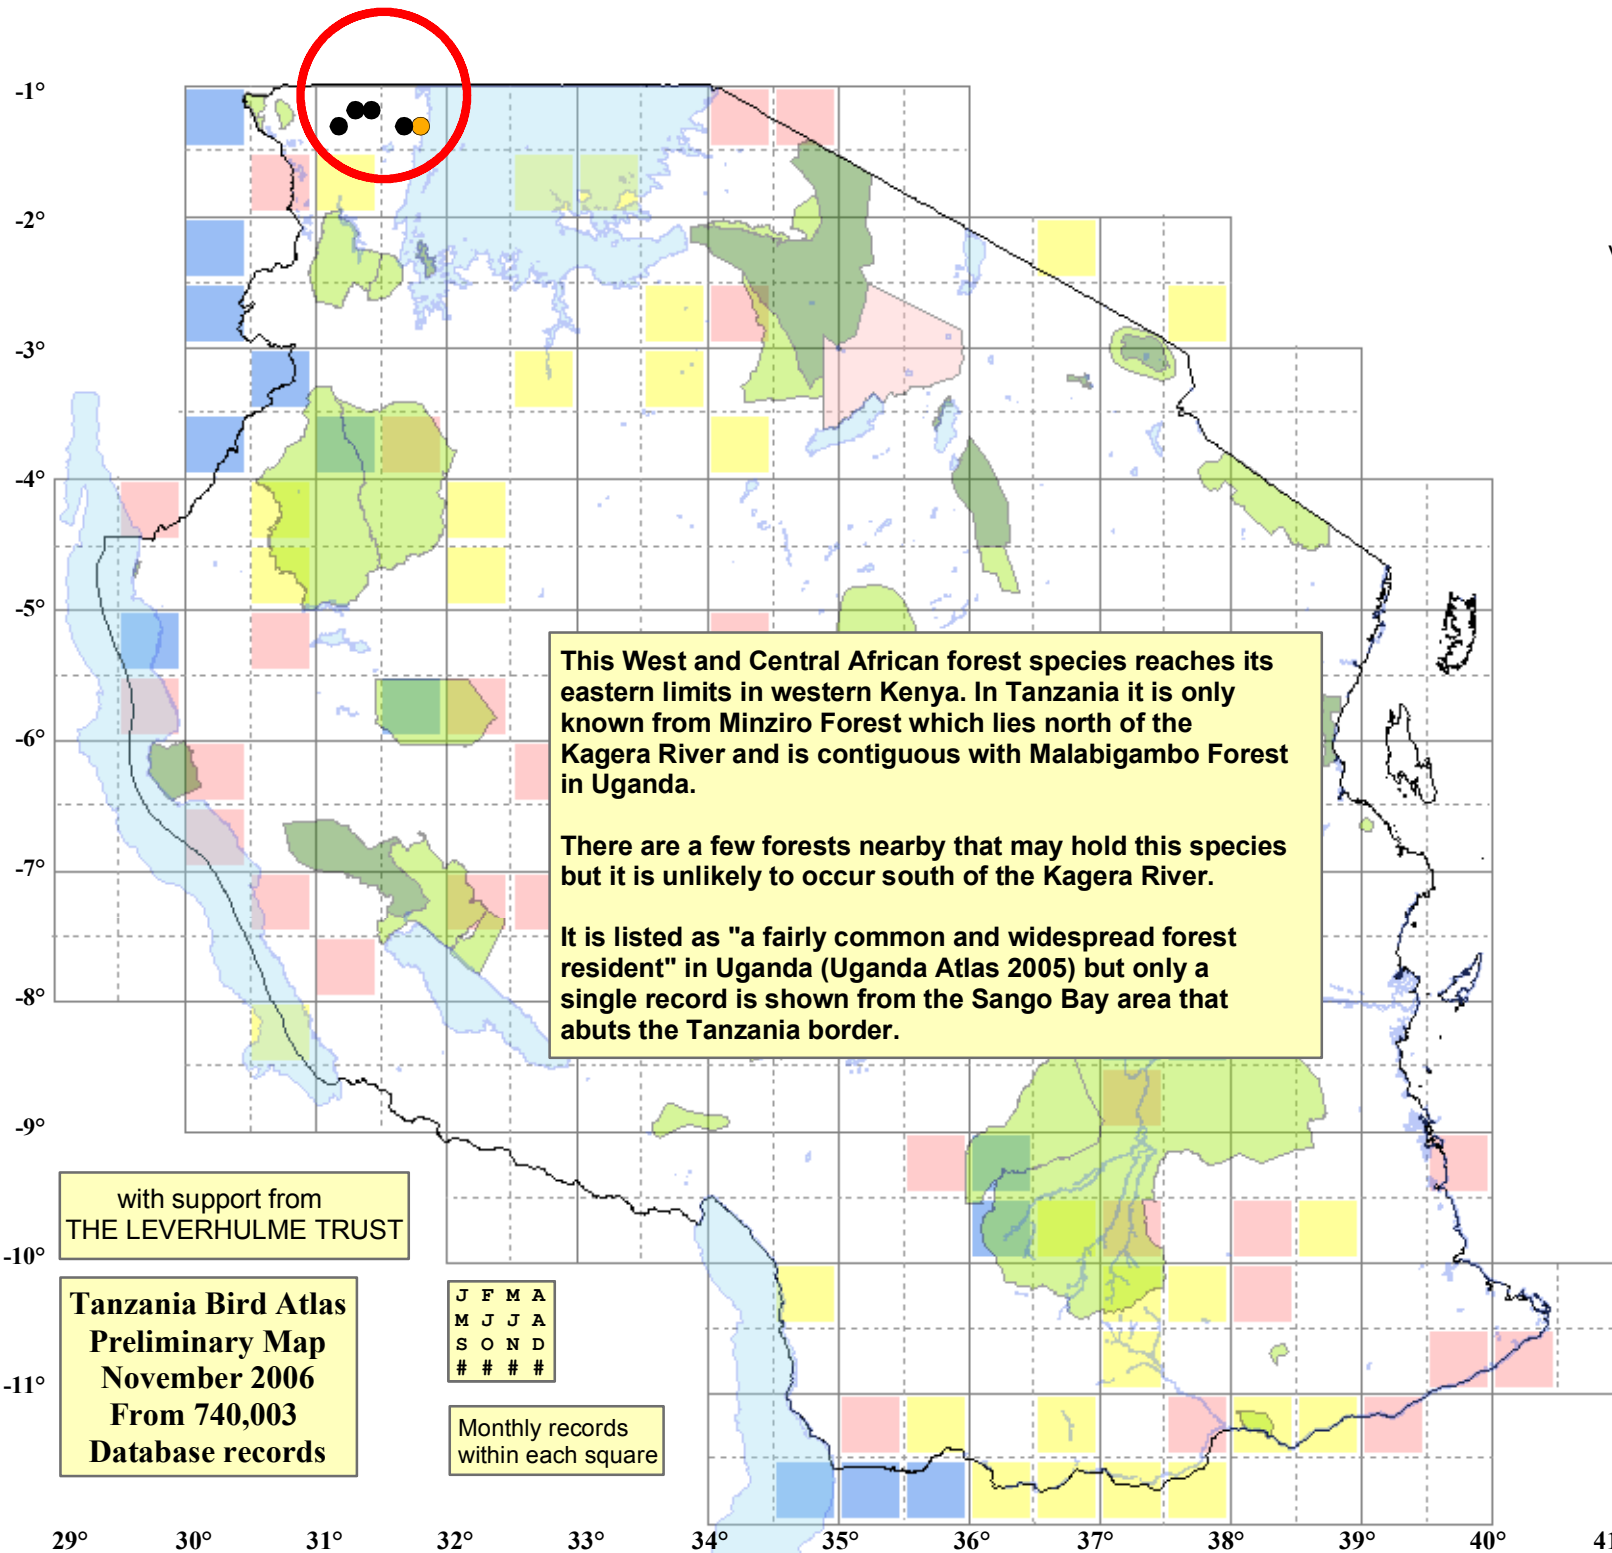 -1°
-2°
-3°
-4°
-5°
-6°
-7°
-8°
-9°
-10°
-11°
This West and Central African forest species reaches its
eastern limits in western Kenya. In Tanzania it is only
known from Minziro Forest which lies north of the
Kagera River and is contiguous with Malabigambo Forest
in Uganda.
There are a few forests nearby that may hold this species
but it is unlikely to occur south of the Kagera River.
It is listed as "a fairly common and widespread forest
resident" in Uganda (Uganda Atlas 2005) but only a
single record is shown from the Sango Bay area that
abuts the Tanzania border.
with support from
THE LEVERHULME TRUST
Tanzania Bird Atlas
Preliminary Map
November 2006
From 740,003
Database records
J F M A
M J J A
S O N D
# # # #
Monthly records
within each square
29° 30° 31° 32° 33° 34° 35° 36° 37° 38° 39° 40° 41